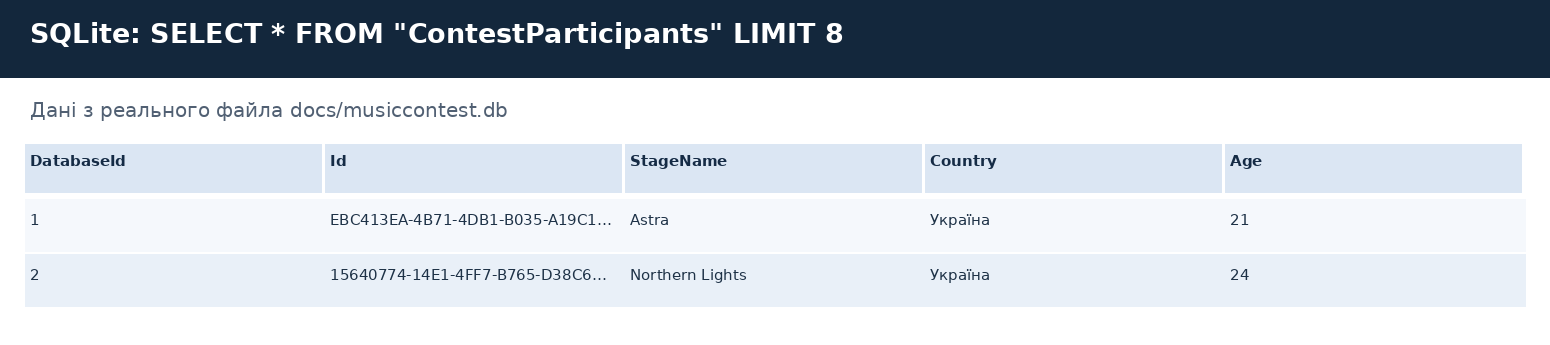 SQLite: SELECT * FROM "ContestParticipants" LIMIT 8
Дані з реального файла docs/musiccontest.db
DatabaseId Id StageName Country Age
1 EBC413EA-4B71-4DB1-B035-A19C1... Astra Україна 21
2 15640774-14E1-4FF7-B765-D38C6... Northern Lights Україна 24